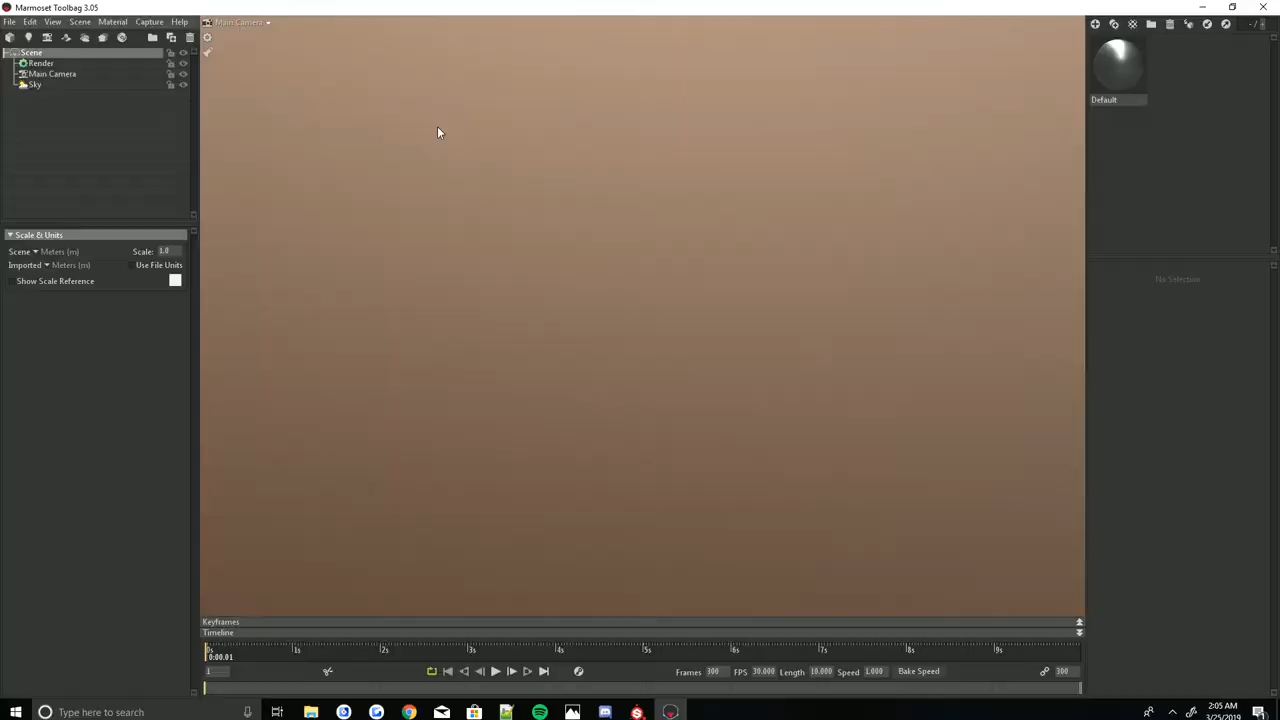 Marmoset Toolbag 3.05
File Edit View Scene Material Capture Help
Main Camera
Scene
Render
Main Camera
Sky
Default
Scale & Units
Scene Meters (m) Scale: 1.0
Imported Meters (m) Use File Units
Show Scale Reference
No Selection
Keyframes
Timeline
0s 1s 2s 3s 4s 5s 6s 7s 8s 9s
0:00.01
1 Frames 300 FPS 30.000 Length 10.000 Speed 1.000 Bake Speed 300
Type here to search
2:05 AM
3/25/2019